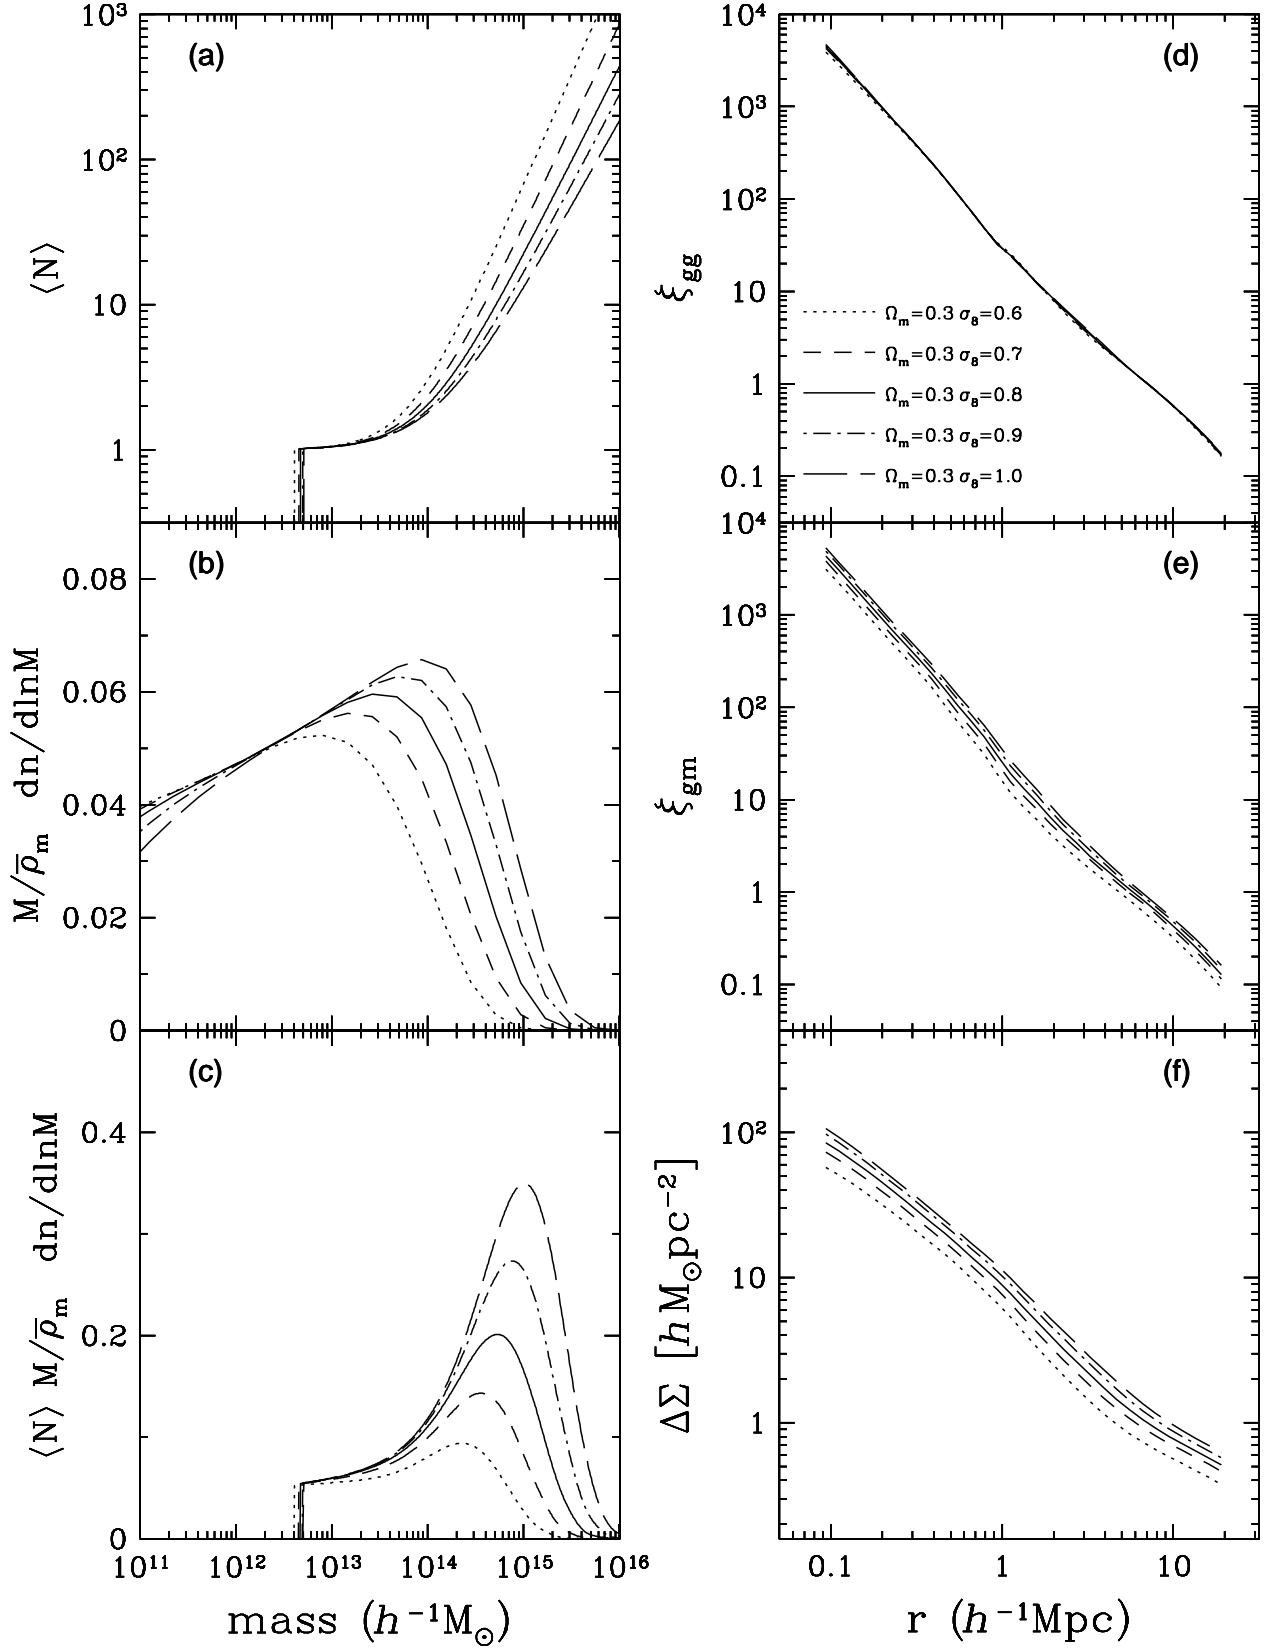 (a)
10³
10²
10
1
⟨N⟩
(b)
0.08
0.06
0.04
0.02
0
M/ρ̄ₘ dn/dlnM
(c)
0.4
0.2
0
⟨N⟩ M/ρ̄ₘ dn/dlnM
10¹¹ 10¹² 10¹³ 10¹⁴ 10¹⁵ 10¹⁶
mass (h⁻¹M⊙)
(d)
10⁴
10³
10²
10
1
0.1
ξgg
Ωₘ=0.3 σ₈=0.6
Ωₘ=0.3 σ₈=0.7
Ωₘ=0.3 σ₈=0.8
Ωₘ=0.3 σ₈=0.9
Ωₘ=0.3 σ₈=1.0
(e)
10⁴
10³
10²
10
1
0.1
ξgm
(f)
10²
10
1
ΔΣ [hM⊙pc⁻²]
0.1 1 10
r (h⁻¹Mpc)